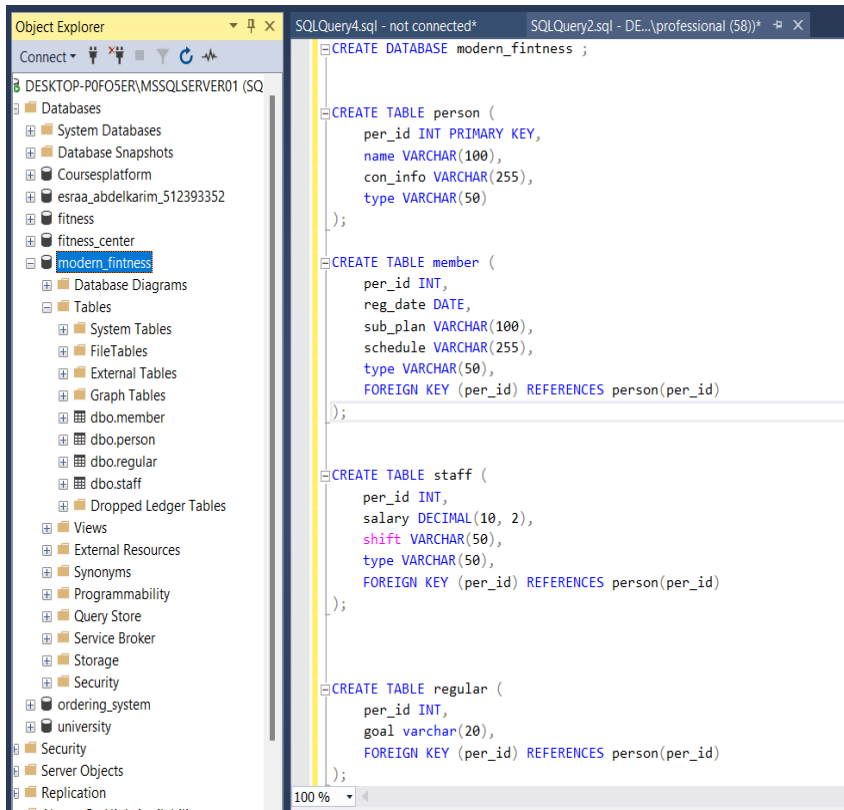 Object Explorer
Connect
DESKTOP-P0FO5ER\MSSQLSERVER01 (SQ
Databases
System Databases
Database Snapshots
Coursesplatform
esraa_abdelkarim_512393352
fitness
fitness_center
modern_fintness
Database Diagrams
Tables
System Tables
FileTables
External Tables
Graph Tables
dbo.member
dbo.person
dbo.regular
dbo.staff
Dropped Ledger Tables
Views
External Resources
Synonyms
Programmability
Query Store
Service Broker
Storage
Security
ordering_system
university
Security
Server Objects
Replication
SQLQuery4.sql - not connected*
SQLQuery2.sql - DE...\professional (58))*
CREATE DATABASE modern_fintness ;
CREATE TABLE person (
per_id INT PRIMARY KEY,
name VARCHAR(100),
con_info VARCHAR(255),
type VARCHAR(50)
);
CREATE TABLE member (
per_id INT,
reg_date DATE,
sub_plan VARCHAR(100),
schedule VARCHAR(255),
type VARCHAR(50),
FOREIGN KEY (per_id) REFERENCES person(per_id)
);
CREATE TABLE staff (
per_id INT,
salary DECIMAL(10, 2),
shift VARCHAR(50),
type VARCHAR(50),
FOREIGN KEY (per_id) REFERENCES person(per_id)
);
CREATE TABLE regular (
per_id INT,
goal varchar(20),
FOREIGN KEY (per_id) REFERENCES person(per_id)
);
100 %